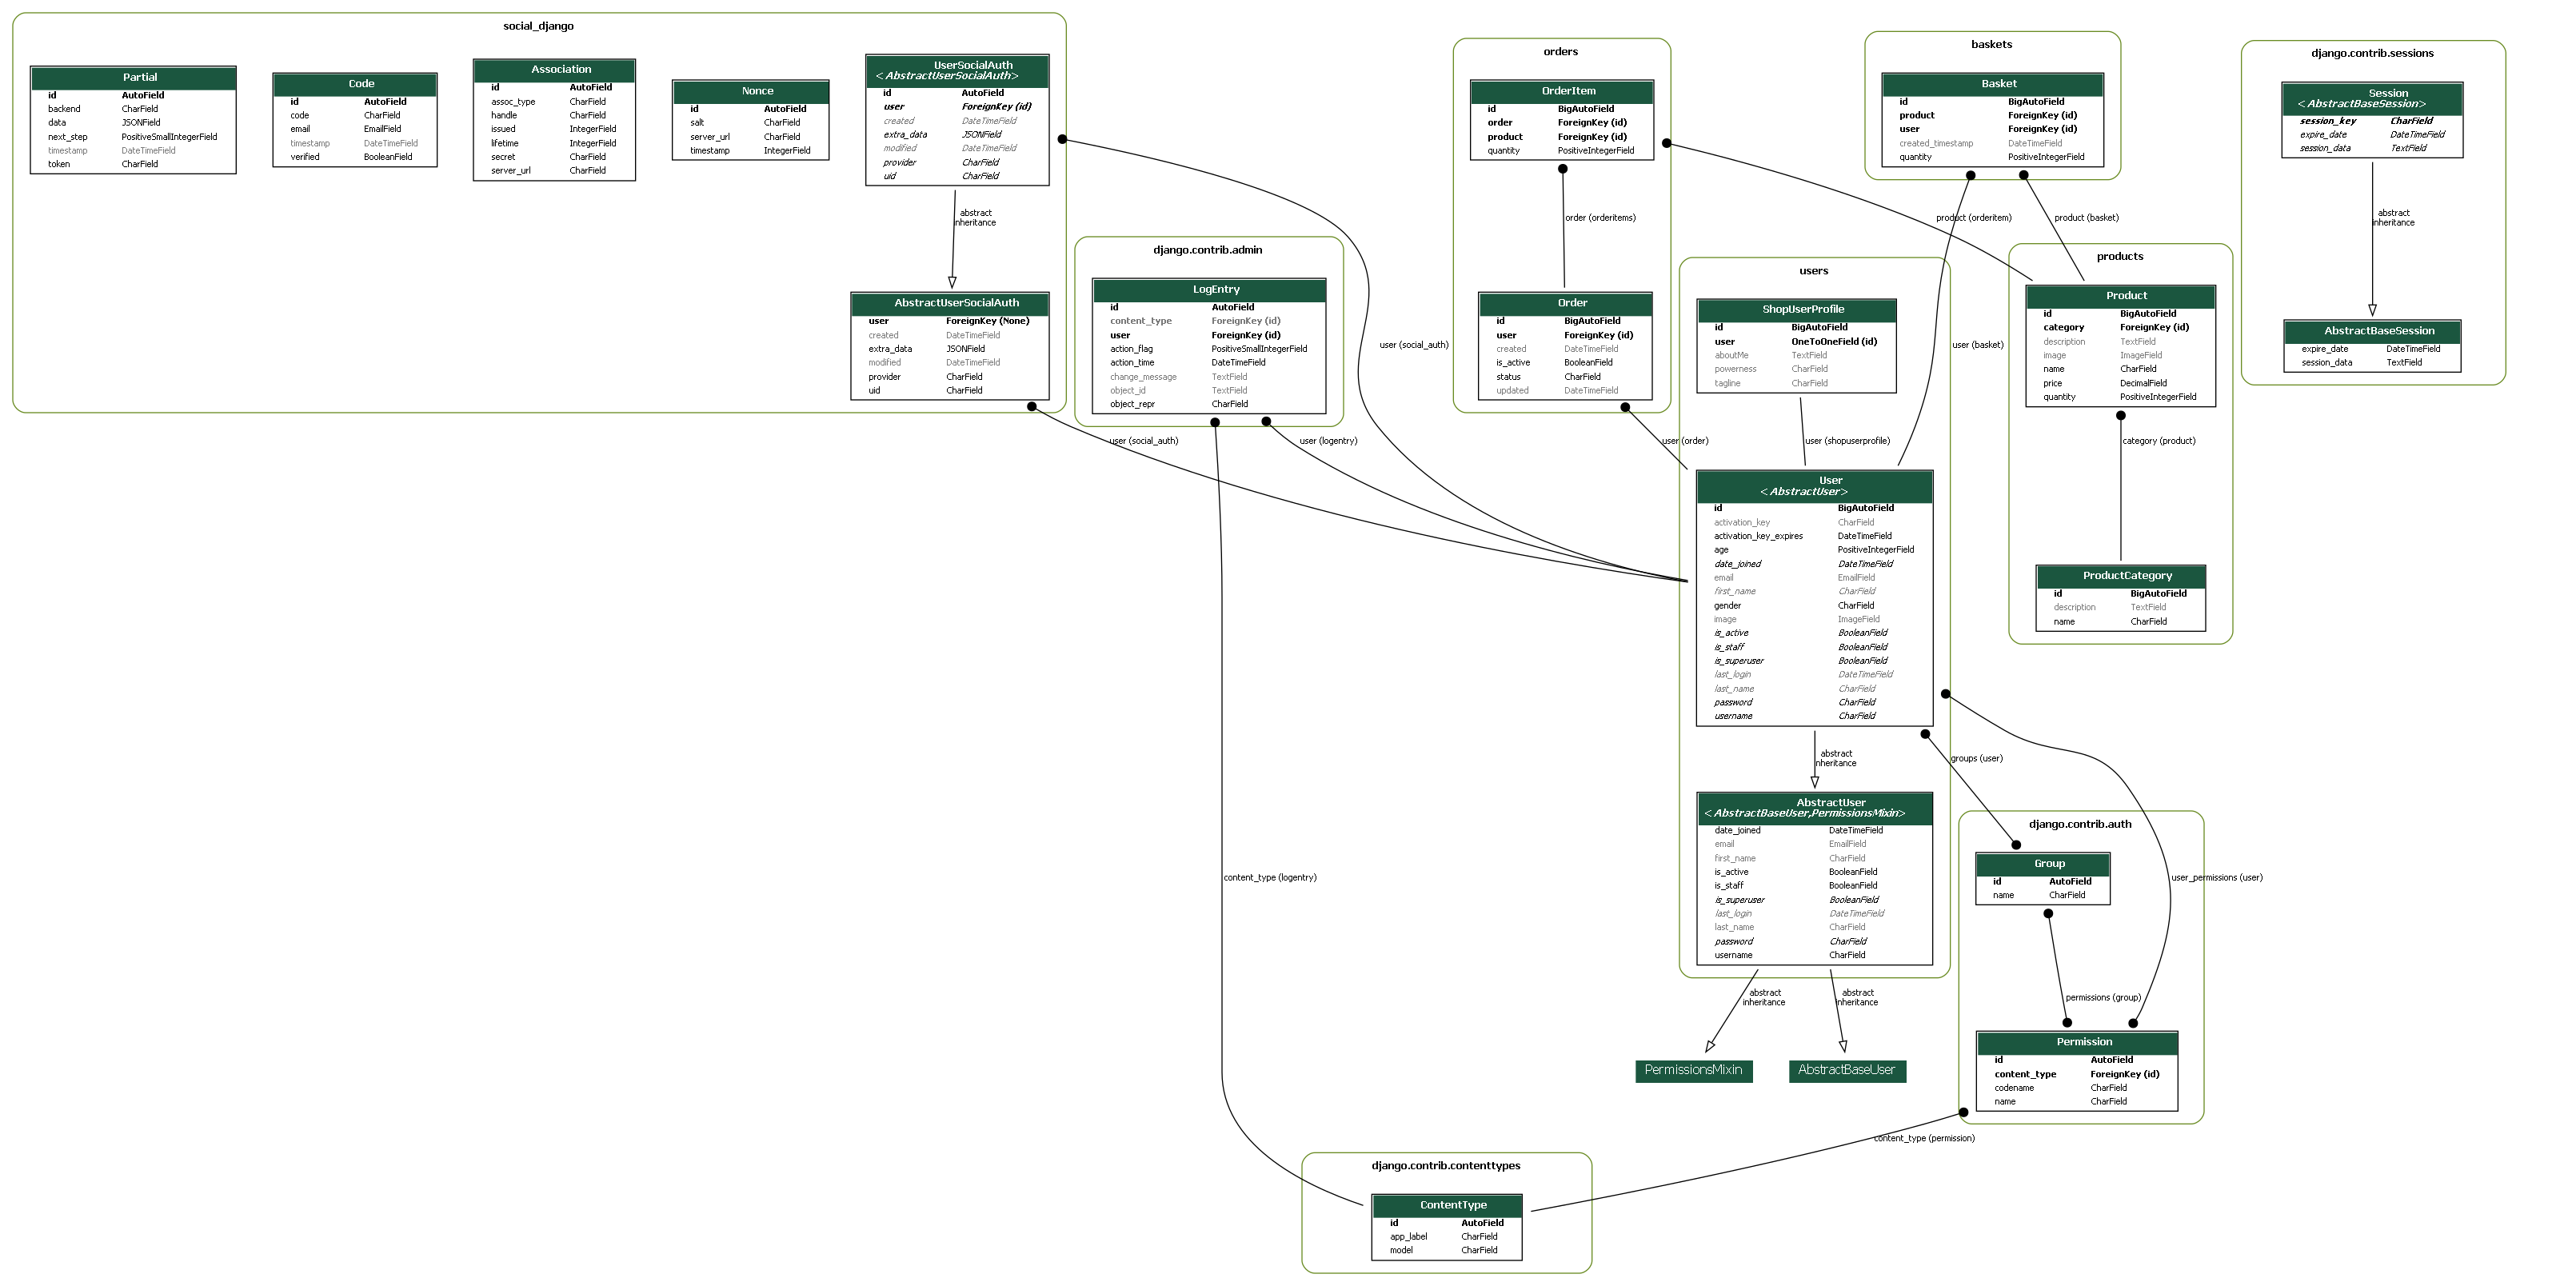 social_django
Partial
id AutoField
backend CharField
data JSONField
next_step PositiveSmallIntegerField
timestamp DateTimeField
token CharField
Code
id AutoField
code CharField
email EmailField
timestamp DateTimeField
verified BooleanField
Association
id AutoField
assoc_type CharField
handle CharField
issued IntegerField
lifetime IntegerField
secret CharField
server_url CharField
Nonce
id AutoField
salt CharField
server_url CharField
timestamp IntegerField
UserSocialAuth
<AbstractUserSocialAuth>
id AutoField
user ForeignKey (id)
created DateTimeField
extra_data JSONField
modified DateTimeField
provider CharField
uid CharField
abstract
inheritance
AbstractUserSocialAuth
user ForeignKey (None)
created DateTimeField
extra_data JSONField
modified DateTimeField
provider CharField
uid CharField
user (social_auth)
django.contrib.admin
LogEntry
id AutoField
content_type ForeignKey (id)
user ForeignKey (id)
action_flag PositiveSmallIntegerField
action_time DateTimeField
change_message TextField
object_id TextField
object_repr CharField
user (logentry)
user (social_auth)
content_type (logentry)
orders
OrderItem
id BigAutoField
order ForeignKey (id)
product ForeignKey (id)
quantity PositiveIntegerField
order (orderitems)
Order
id BigAutoField
user ForeignKey (id)
created DateTimeField
is_active BooleanField
status CharField
updated DateTimeField
user (order)
baskets
Basket
id BigAutoField
product ForeignKey (id)
user ForeignKey (id)
created_timestamp DateTimeField
quantity PositiveIntegerField
product (orderitem)
product (basket)
user (basket)
products
Product
id BigAutoField
category ForeignKey (id)
description TextField
image ImageField
name CharField
price DecimalField
quantity PositiveIntegerField
category (product)
ProductCategory
id BigAutoField
description TextField
name CharField
django.contrib.sessions
Session
<AbstractBaseSession>
session_key CharField
expire_date DateTimeField
session_data TextField
abstract
inheritance
AbstractBaseSession
expire_date DateTimeField
session_data TextField
users
ShopUserProfile
id BigAutoField
user OneToOneField (id)
aboutMe TextField
powerness CharField
tagline CharField
user (shopuserprofile)
User
<AbstractUser>
id BigAutoField
activation_key CharField
activation_key_expires DateTimeField
age PositiveIntegerField
date_joined DateTimeField
email EmailField
first_name CharField
gender CharField
image ImageField
is_active BooleanField
is_staff BooleanField
is_superuser BooleanField
last_login DateTimeField
last_name CharField
password CharField
username CharField
abstract
inheritance
groups (user)
user_permissions (user)
AbstractUser
<AbstractBaseUser,PermissionsMixin>
date_joined DateTimeField
email EmailField
first_name CharField
is_active BooleanField
is_staff BooleanField
is_superuser BooleanField
last_login DateTimeField
last_name CharField
password CharField
username CharField
abstract
inheritance
abstract
inheritance
PermissionsMixin
AbstractBaseUser
django.contrib.auth
Group
id AutoField
name CharField
permissions (group)
Permission
id AutoField
content_type ForeignKey (id)
codename CharField
name CharField
content_type (permission)
django.contrib.contenttypes
ContentType
id AutoField
app_label CharField
model CharField